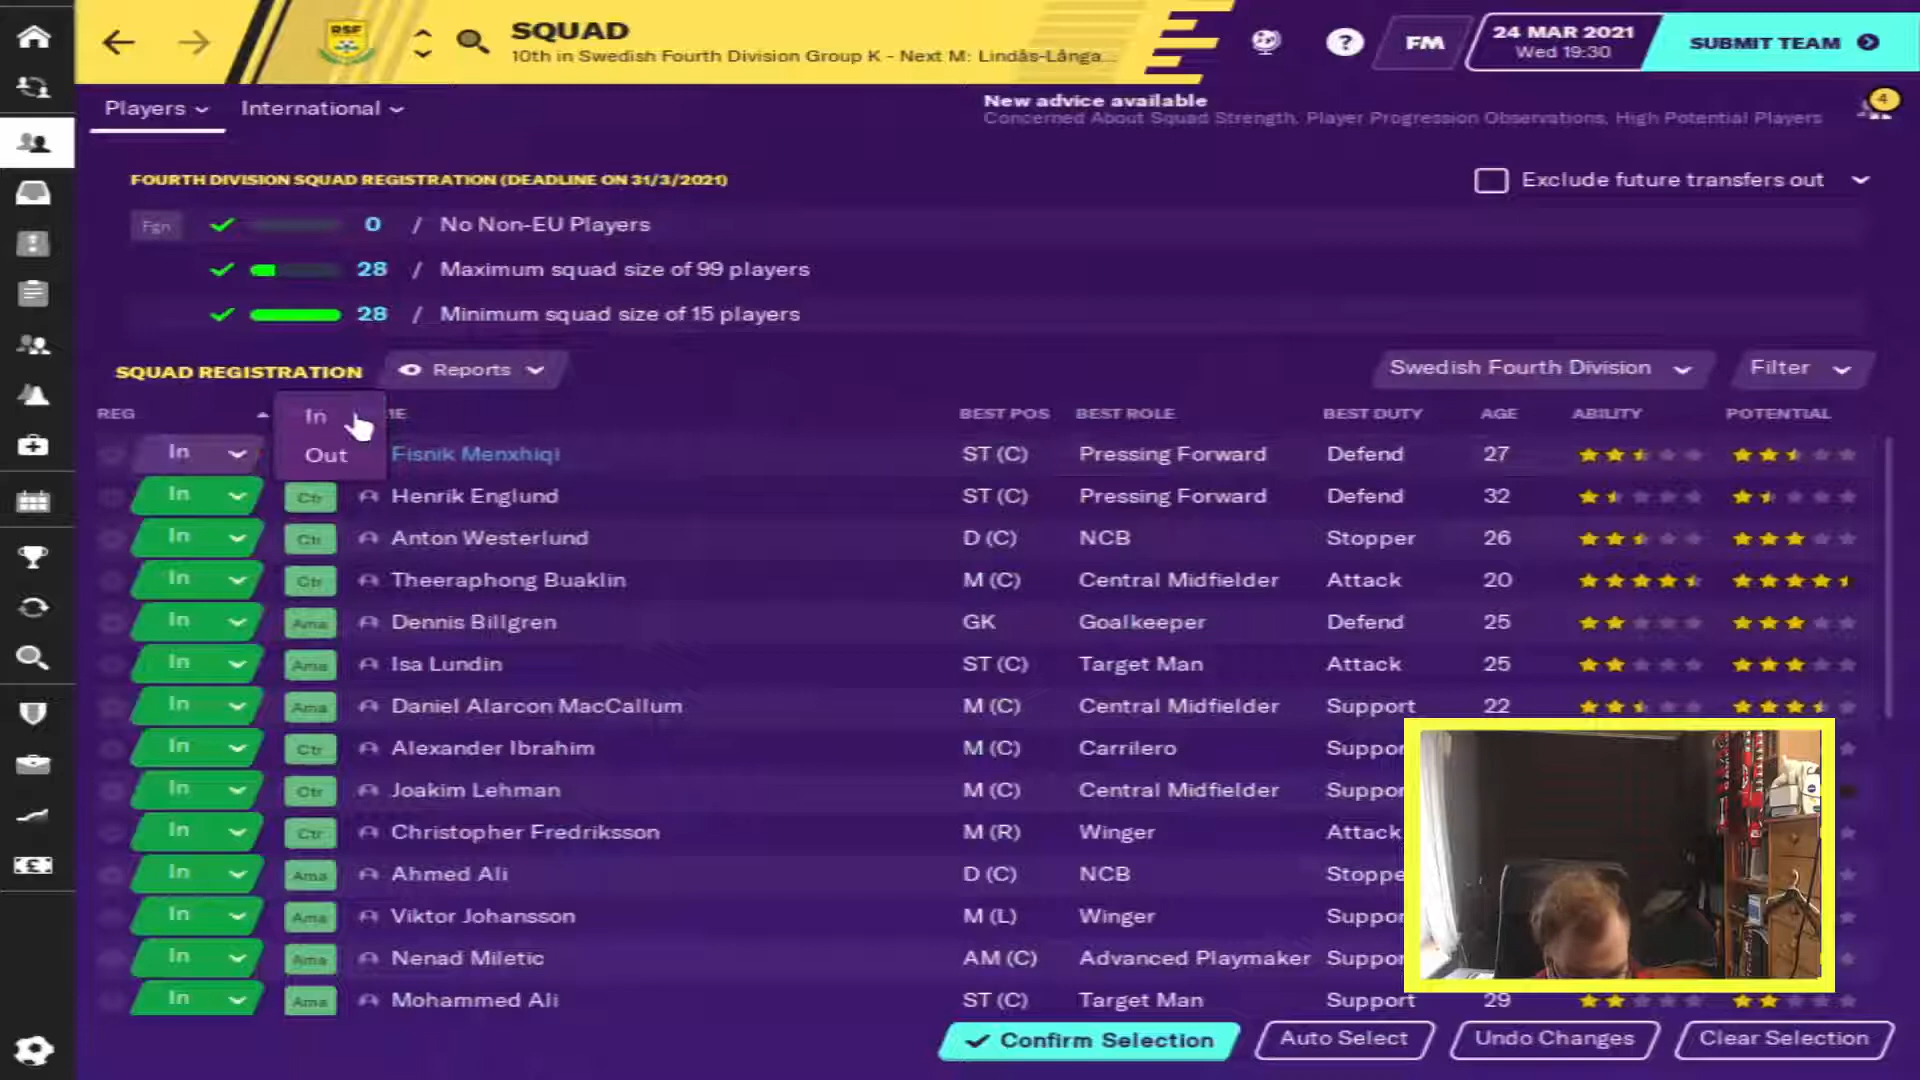 RSF
SQUAD
10th in Swedish Fourth Division Group K - Next M: Lindås-Långa...
?
FM
24 MAR 2021
Wed 19:30
SUBMIT TEAM
Players
International
New advice available
Concerned About Squad Strength, Player Progression Observations, High Potential Players
4
FOURTH DIVISION SQUAD REGISTRATION (DEADLINE ON 31/3/2021)
Exclude future transfers out
Fgn 0 / No Non-EU Players
28 / Maximum squad size of 99 players
28 / Minimum squad size of 15 players
SQUAD REGISTRATION
Reports
Swedish Fourth Division
Filter
REG BEST POS BEST ROLE BEST DUTY AGE ABILITY POTENTIAL
In
Out
In Fisnik Menxhiqi ST (C) Pressing Forward Defend 27
In Ctr Henrik Englund ST (C) Pressing Forward Defend 32
In Ctr Anton Westerlund D (C) NCB Stopper 26
In Ctr Theeraphong Buaklin M (C) Central Midfielder Attack 20
In Ama Dennis Billgren GK Goalkeeper Defend 25
In Ama Isa Lundin ST (C) Target Man Attack 25
In Ama Daniel Alarcon MacCallum M (C) Central Midfielder Support 22
In Ctr Alexander Ibrahim M (C) Carrilero Suppor
In Ctr Joakim Lehman M (C) Central Midfielder Suppor
In Ctr Christopher Fredriksson M (R) Winger Attack
In Ama Ahmed Ali D (C) NCB Stoppe
In Ama Viktor Johansson M (L) Winger Suppor
In Ama Nenad Miletic AM (C) Advanced Playmaker Suppor
In Ama Mohammed Ali ST (C) Target Man Support 29
Confirm Selection
Auto Select
Undo Changes
Clear Selection